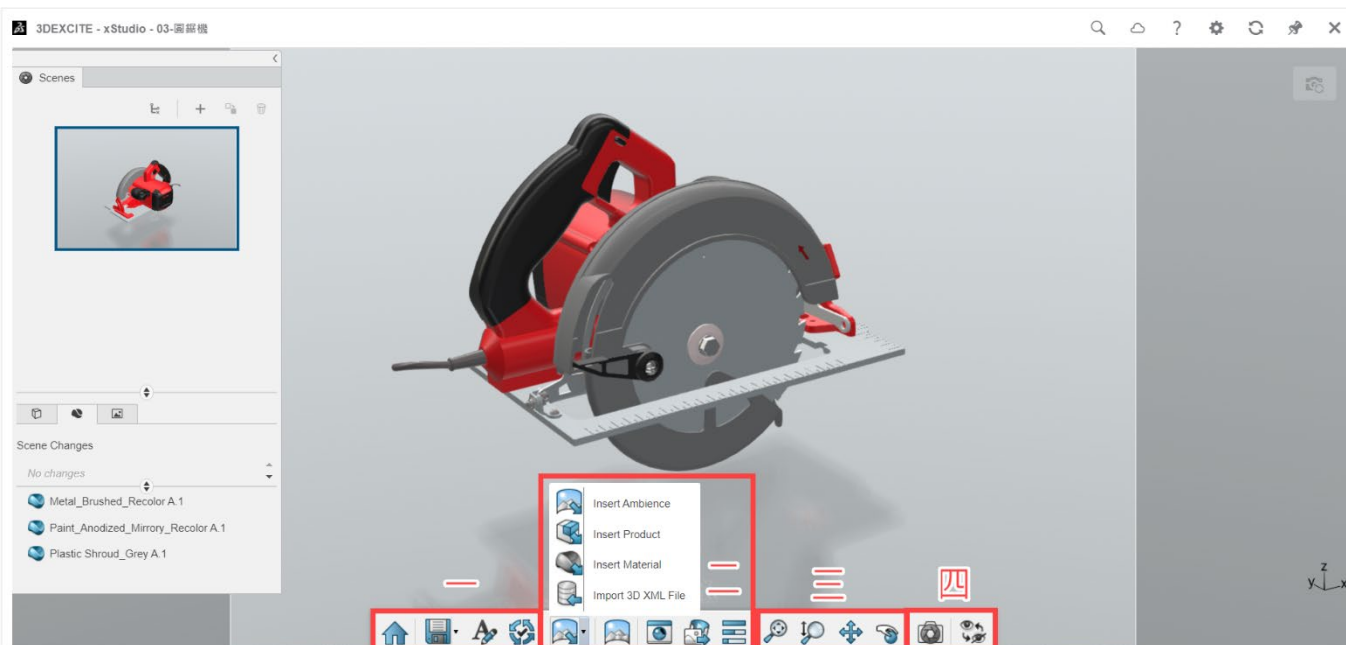 3DEXCITE - xStudio - 03-圓鋸機
Scenes
Scene Changes
No changes
Metal_Brushed_Recolor A.1
Paint_Anodized_Mirrory_Recolor A.1
Plastic Shroud_Grey A.1
Insert Ambience
Insert Product
Insert Material
Import 3D XML File
一
二
三
四
z
y
x